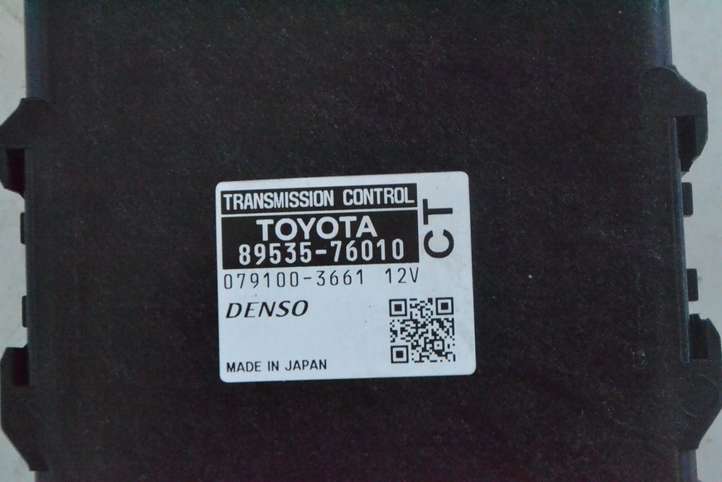 TRANSMISSION CONTROL
TOYOTA
89535-76010
CT
079100-3661 12V
DENSO
MADE IN JAPAN